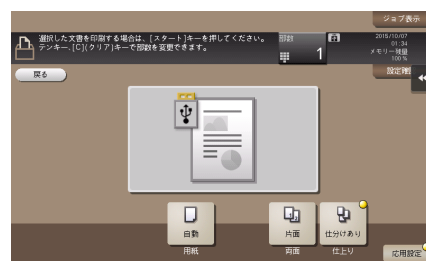 ジョブ表示
選択した文書を印刷する場合は、[スタート]キーを押してください。
テンキー、[C](クリア)キーで部数を変更できます。
部数
1
2015/10/07
01:34
メモリー残量
100 %
戻る
設定確認
自動
用紙
片面
両面
仕分けあり
仕上り
応用設定